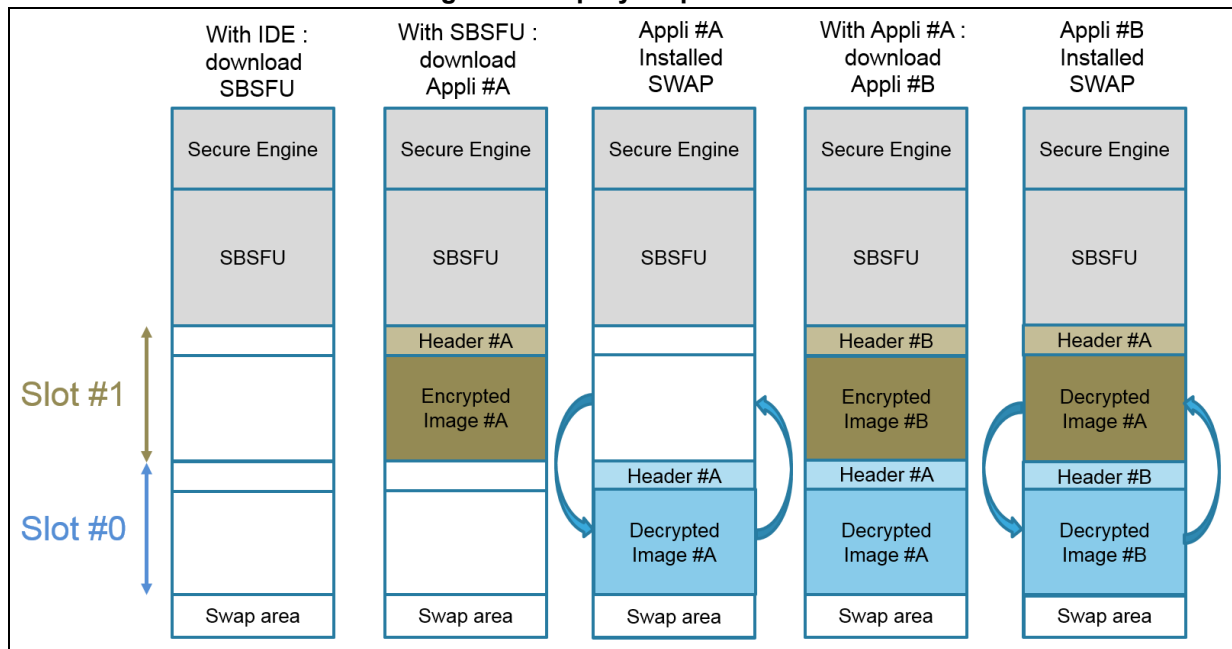 With IDE :
download
SBSFU
With SBSFU :
download
Appli #A
Appli #A
Installed
SWAP
With Appli #A :
download
Appli #B
Appli #B
Installed
SWAP
Secure Engine
Secure Engine
Secure Engine
Secure Engine
Secure Engine
SBSFU
SBSFU
SBSFU
SBSFU
SBSFU
Slot #1
Header #A
Header #B
Header #A
Encrypted
Image #A
Encrypted
Image #B
Decrypted
Image #A
Slot #0
Header #A
Header #A
Header #B
Decrypted
Image #A
Decrypted
Image #A
Decrypted
Image #B
Swap area
Swap area
Swap area
Swap area
Swap area